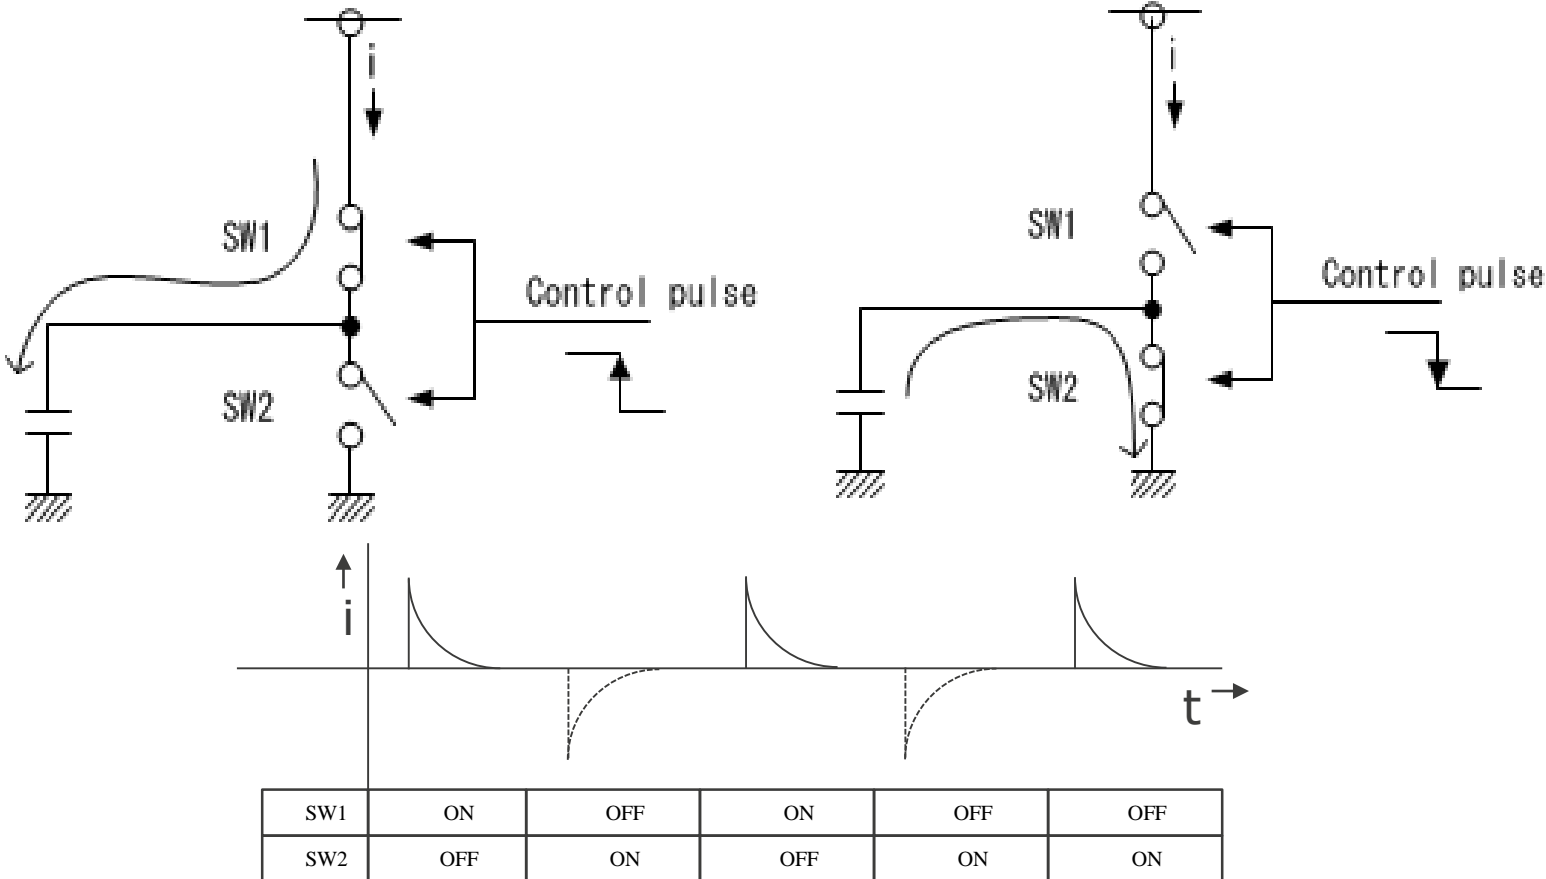 i
i
SW1
SW1
Control pulse
Control pulse
SW2
SW2
i
t
SW1 ON OFF ON OFF OFF
SW2 OFF ON OFF ON ON